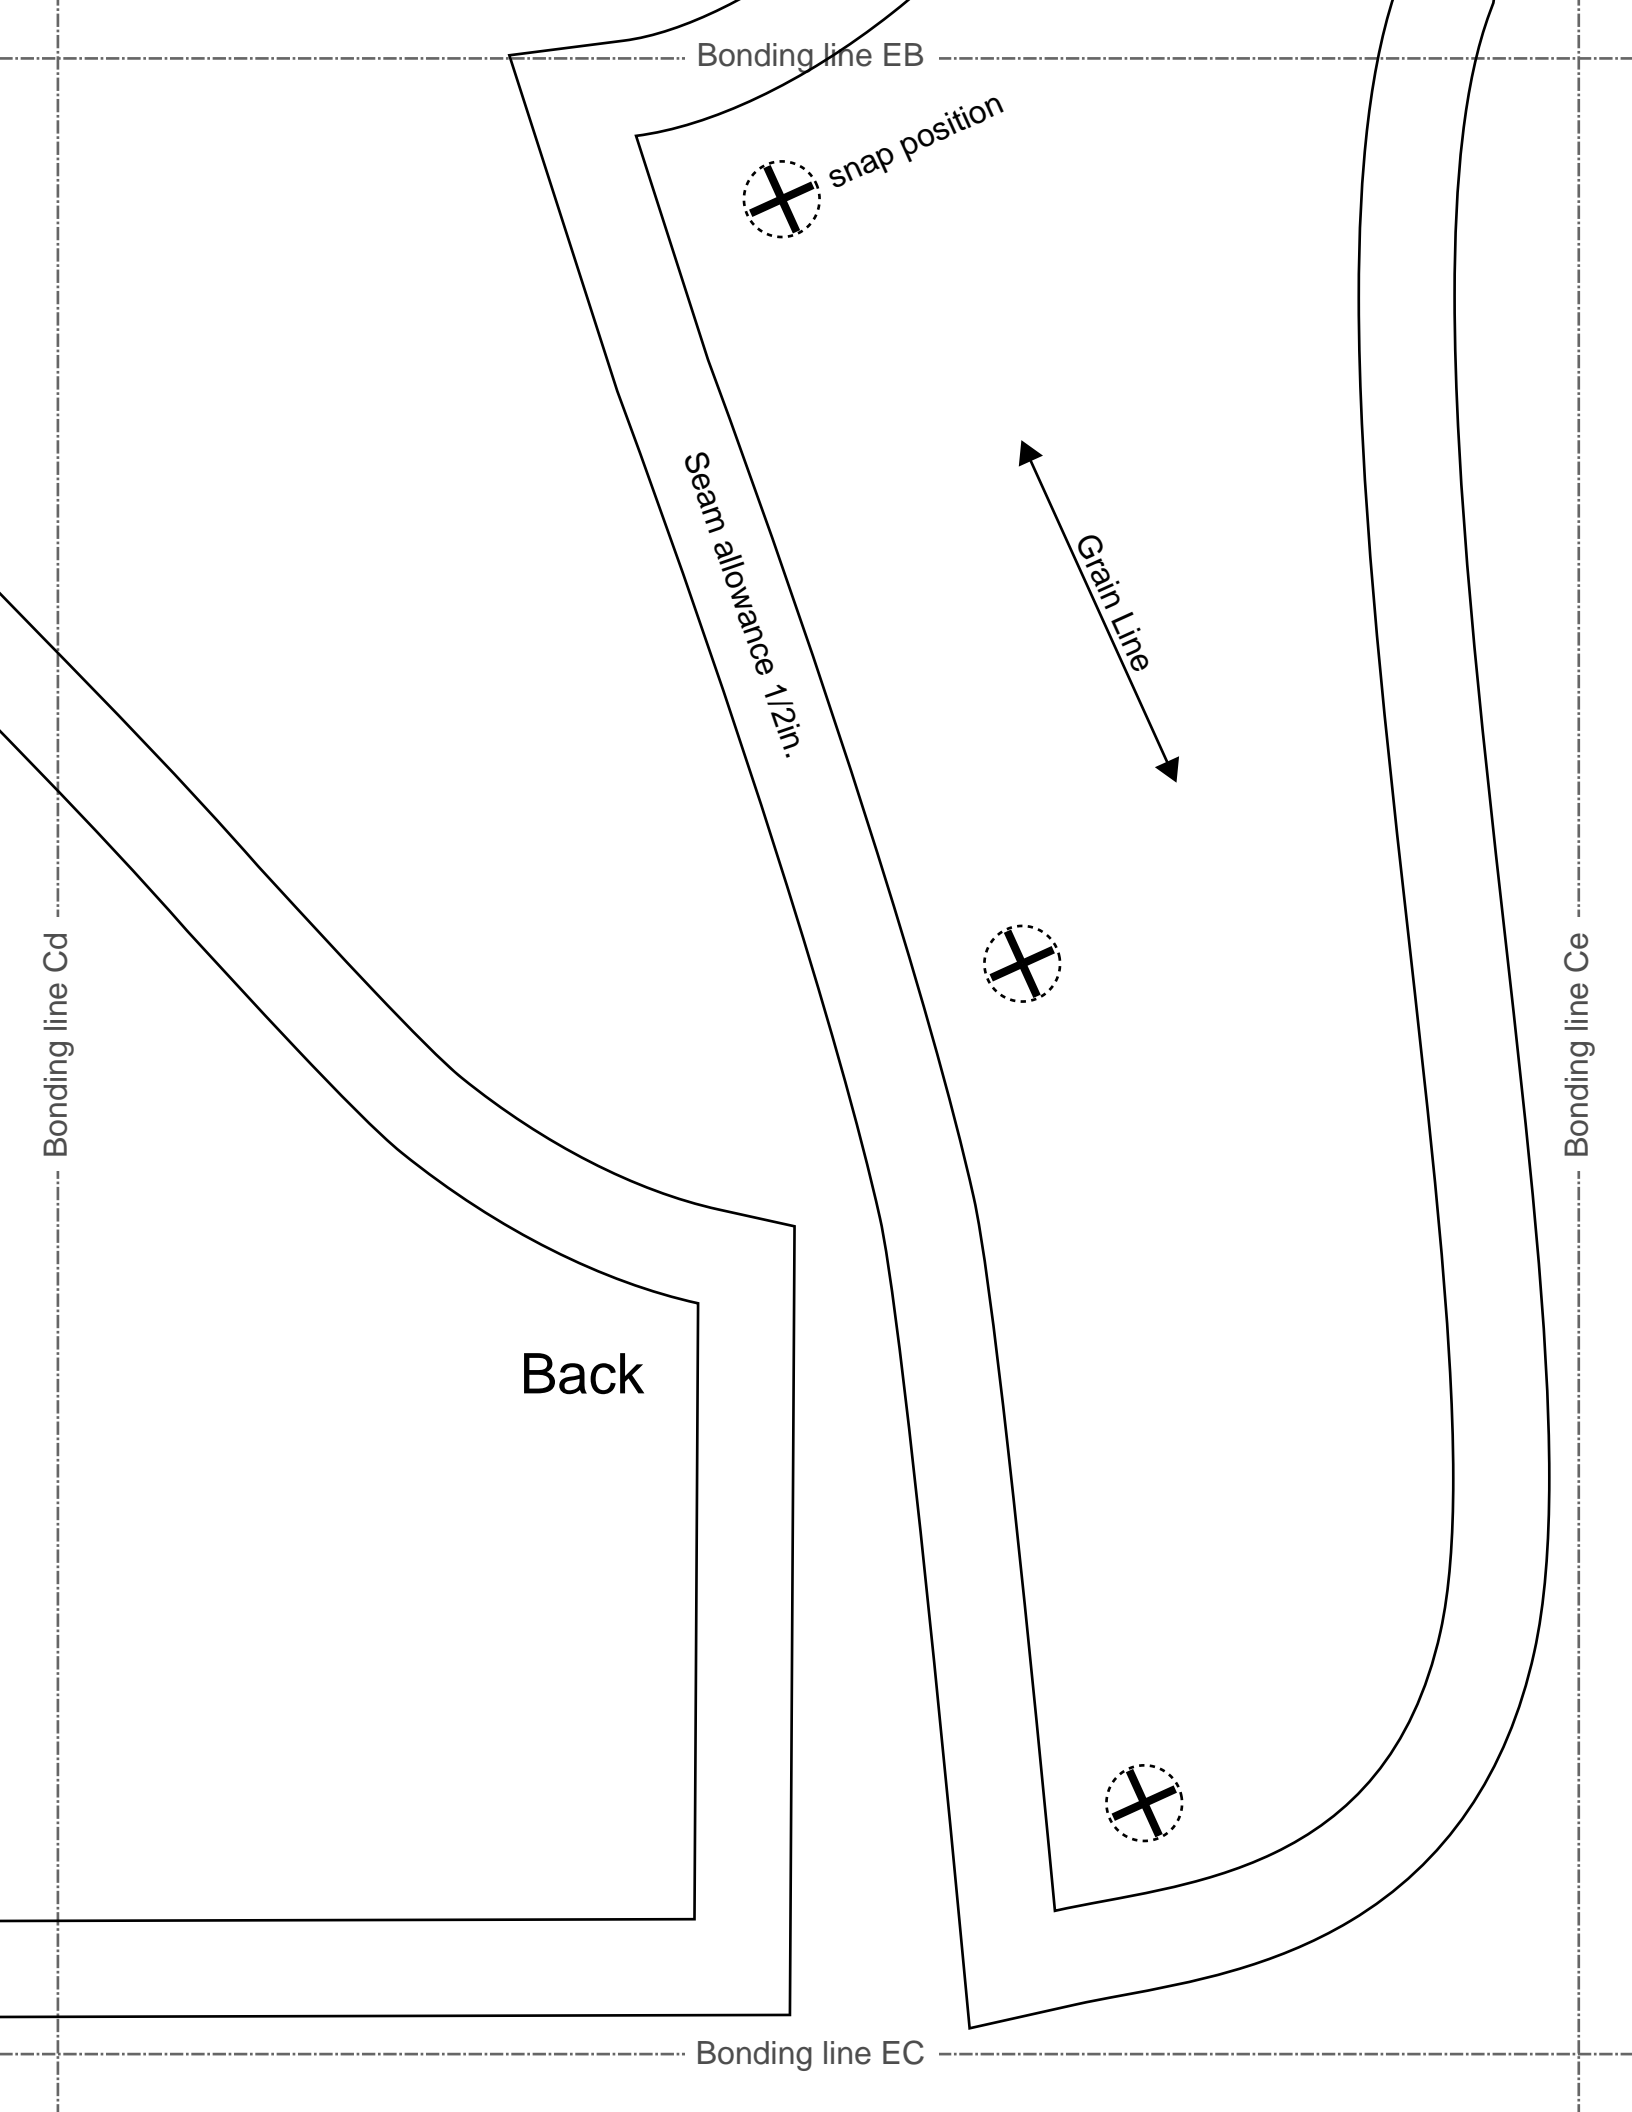 Bonding line EB
snap position
Seam allowance 1/2in.
Grain Line
Bonding line Cd
Bonding line Ce
Back
Bonding line EC